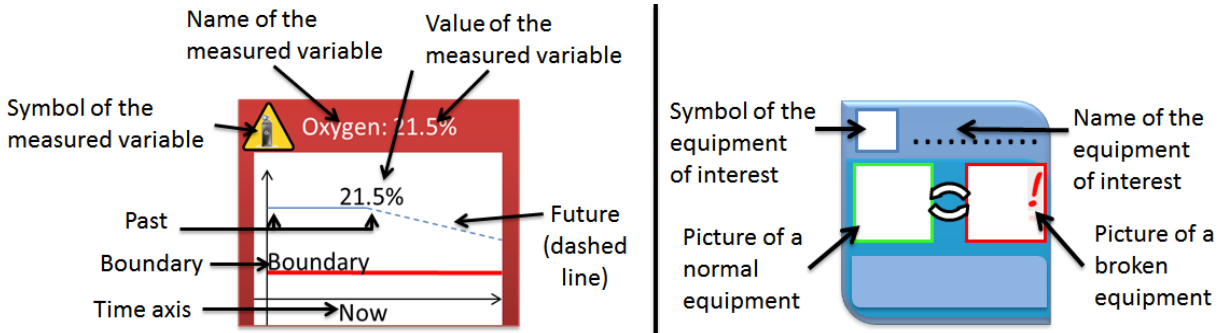 Name of the
measured variable
Value of the
measured variable
Symbol of the
measured variable
Oxygen: 21.5%
21.5%
Past
Future
(dashed
line)
Boundary
Boundary
Time axis
Now
Symbol of the
equipment
of interest
Name of the
equipment
of interest
............
!
Picture of a
normal
equipment
Picture of a
broken
equipment